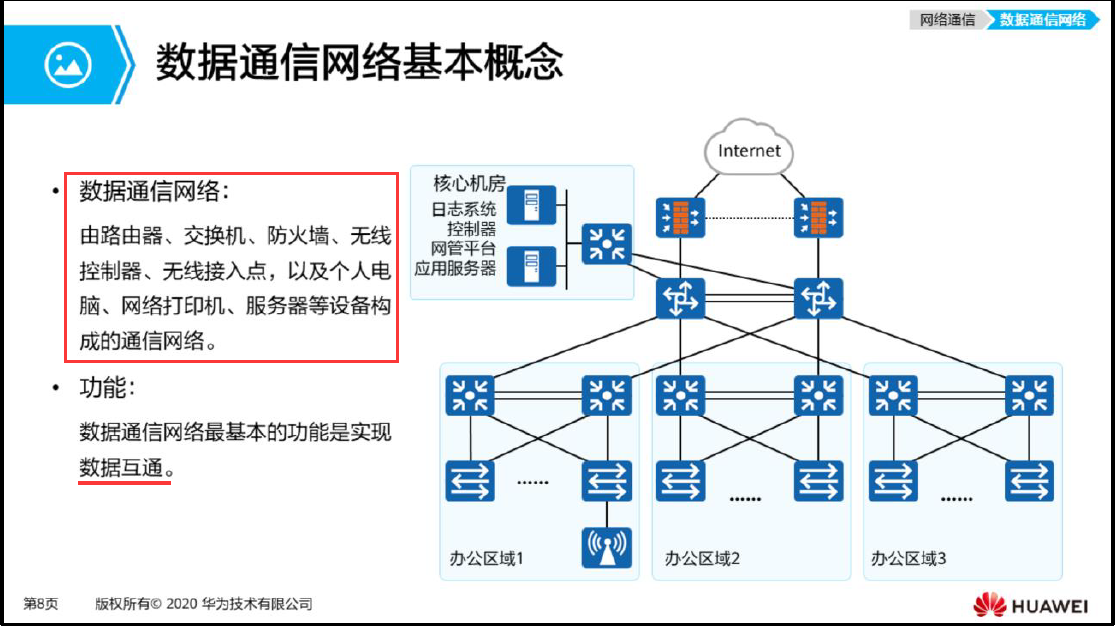 网络通信
数据通信网络
数据通信网络基本概念
• 数据通信网络：
由路由器、交换机、防火墙、无线
控制器、无线接入点，以及个人电
脑、网络打印机、服务器等设备构
成的通信网络。
• 功能：
数据通信网络最基本的功能是实现
数据互通。
Internet
核心机房
日志系统
控制器
网管平台
应用服务器
......
......
......
办公区域1
办公区域2
办公区域3
第8页
版权所有© 2020 华为技术有限公司
HUAWEI